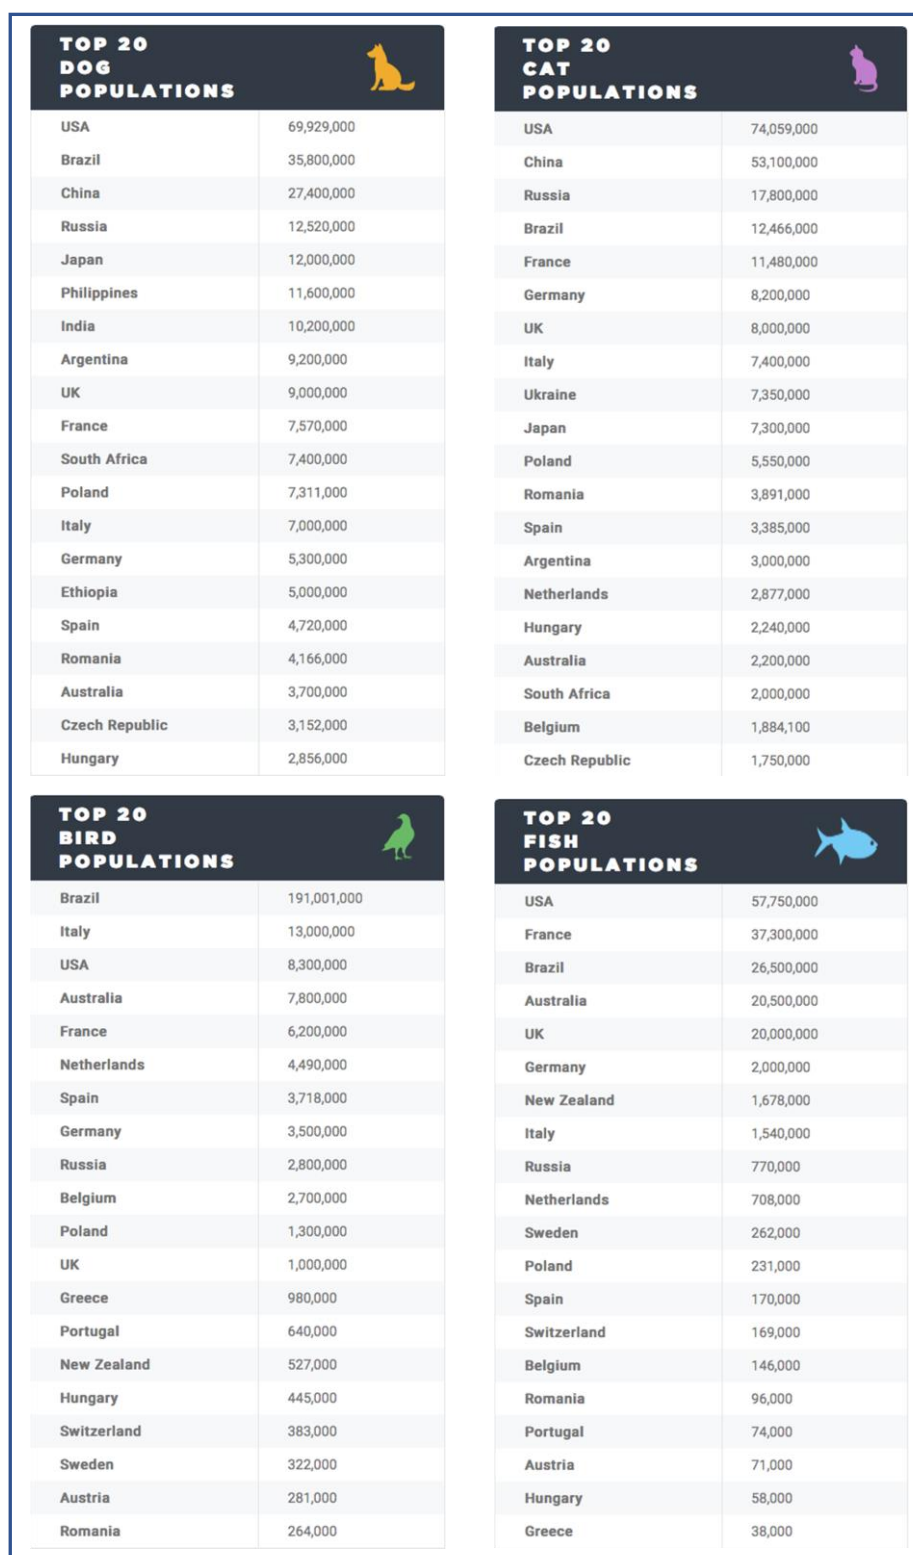 TOP 20
DOG
POPULATIONS
USA 69,929,000
Brazil 35,800,000
China 27,400,000
Russia 12,520,000
Japan 12,000,000
Philippines 11,600,000
India 10,200,000
Argentina 9,200,000
UK 9,000,000
France 7,570,000
South Africa 7,400,000
Poland 7,311,000
Italy 7,000,000
Germany 5,300,000
Ethiopia 5,000,000
Spain 4,720,000
Romania 4,166,000
Australia 3,700,000
Czech Republic 3,152,000
Hungary 2,856,000
TOP 20
CAT
POPULATIONS
USA 74,059,000
China 53,100,000
Russia 17,800,000
Brazil 12,466,000
France 11,480,000
Germany 8,200,000
UK 8,000,000
Italy 7,400,000
Ukraine 7,350,000
Japan 7,300,000
Poland 5,550,000
Romania 3,891,000
Spain 3,385,000
Argentina 3,000,000
Netherlands 2,877,000
Hungary 2,240,000
Australia 2,200,000
South Africa 2,000,000
Belgium 1,884,100
Czech Republic 1,750,000
TOP 20
BIRD
POPULATIONS
Brazil 191,001,000
Italy 13,000,000
USA 8,300,000
Australia 7,800,000
France 6,200,000
Netherlands 4,490,000
Spain 3,718,000
Germany 3,500,000
Russia 2,800,000
Belgium 2,700,000
Poland 1,300,000
UK 1,000,000
Greece 980,000
Portugal 640,000
New Zealand 527,000
Hungary 445,000
Switzerland 383,000
Sweden 322,000
Austria 281,000
Romania 264,000
TOP 20
FISH
POPULATIONS
USA 57,750,000
France 37,300,000
Brazil 26,500,000
Australia 20,500,000
UK 20,000,000
Germany 2,000,000
New Zealand 1,678,000
Italy 1,540,000
Russia 770,000
Netherlands 708,000
Sweden 262,000
Poland 231,000
Spain 170,000
Switzerland 169,000
Belgium 146,000
Romania 96,000
Portugal 74,000
Austria 71,000
Hungary 58,000
Greece 38,000